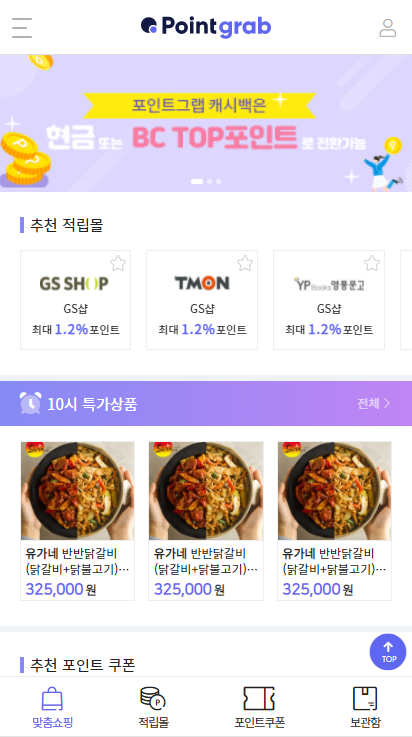 Pointgrab
포인트그랩 캐시백은
현금 또는 BC TOP포인트 로 전환가능
추천 적립몰
GS SHOP
TMON
YPBooks영풍문고
GS샵
GS샵
GS샵
최대 1.2%포인트
최대 1.2%포인트
최대 1.2%포인트
10시 특가상품
전체 >
유가네 반반닭갈비
(닭갈비+닭불고기)…
325,000원
유가네 반반닭갈비
(닭갈비+닭불고기)…
325,000원
유가네 반반닭갈비
(닭갈비+닭불고기)…
325,000원
추천 포인트 쿠폰
TOP
P
맞춤쇼핑
적립몰
포인트쿠폰
보관함